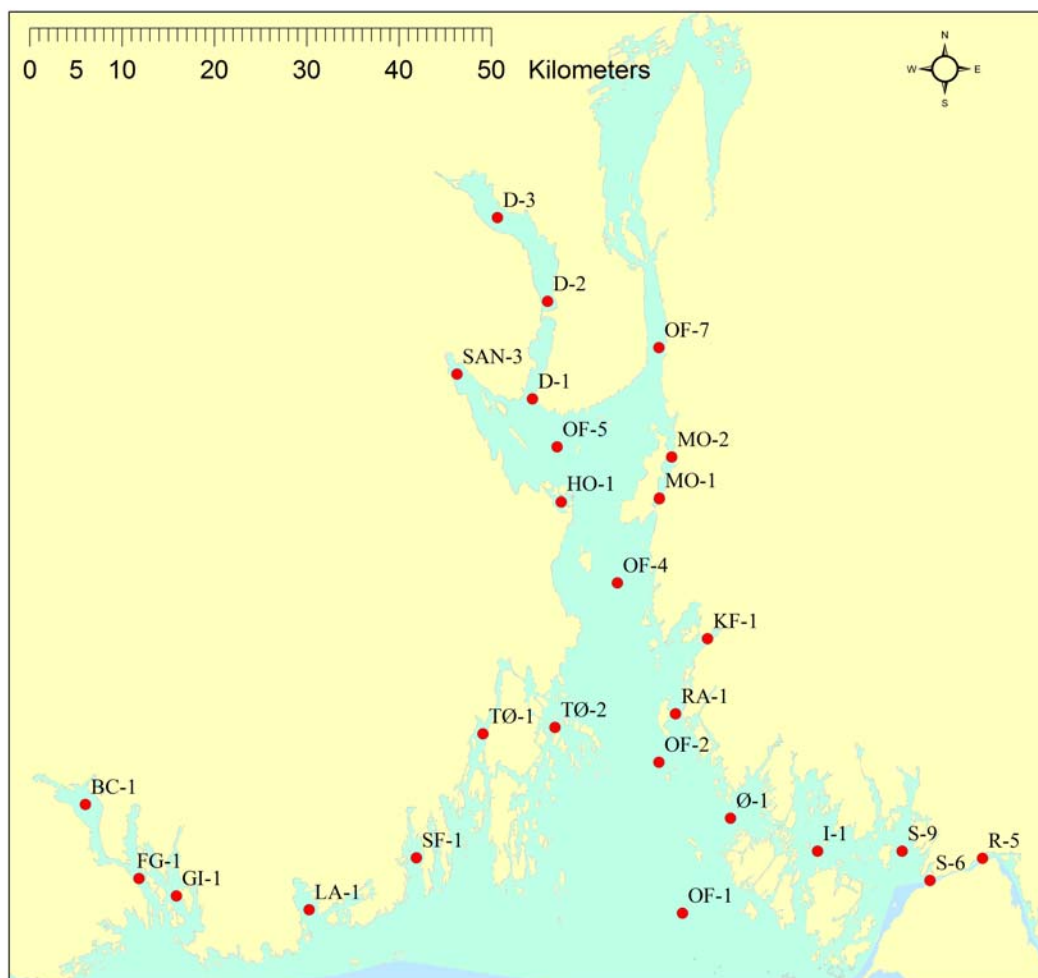 0 5 10 20 30 40 50 Kilometers
N
W E
S
D-3
D-2
OF-7
SAN-3
D-1
OF-5
MO-2
HO-1
MO-1
OF-4
KF-1
RA-1
TØ-1
TØ-2
OF-2
BC-1
Ø-1
FG-1
GI-1
SF-1
I-1
S-9
R-5
S-6
LA-1
OF-1